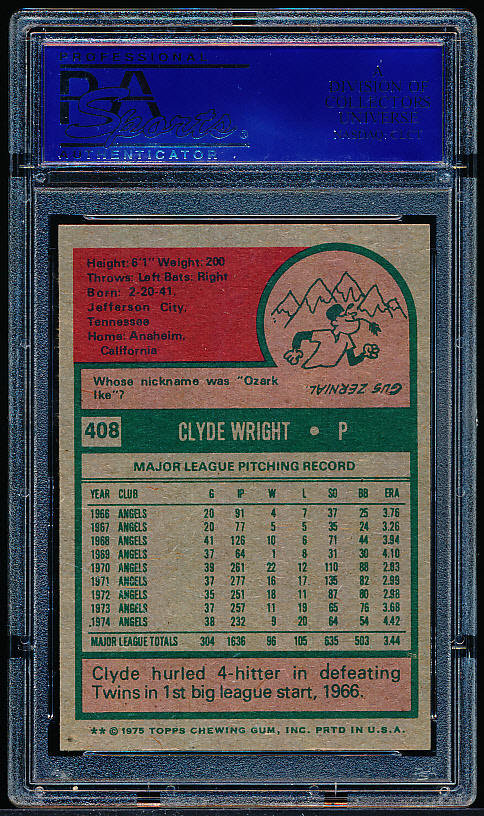 PROFESSIONAL
PSA
Sports
®
AUTHENTICATOR
A
DIVISION OF
COLLECTORS
UNIVERSE
Height: 6'1" Weight: 200
Throws: Left Bats: Right
Born: 2-20-41,
Jefferson City,
Tennessee
Home: Anaheim,
California
GUS ZERNIAL
Whose nickname was "Ozark
Ike"?
408 CLYDE WRIGHT • P
MAJOR LEAGUE PITCHING RECORD
YEAR CLUB G IP W L SO BB ERA
1966 ANGELS 20 91 4 7 37 25 3.76
1967 ANGELS 20 77 5 5 35 24 3.26
1968 ANGELS 41 126 10 6 71 44 3.94
1969 ANGELS 37 64 1 8 31 30 4.10
1970 ANGELS 39 261 22 12 110 88 2.83
1971 ANGELS 37 277 16 17 135 82 2.99
1972 ANGELS 35 251 18 11 87 80 2.98
1973 ANGELS 37 257 11 19 65 76 3.68
1974 ANGELS 38 232 9 20 64 54 4.42
MAJOR LEAGUE TOTALS 304 1636 96 105 635 503 3.44
Clyde hurled 4-hitter in defeating
Twins in 1st big league start, 1966.
** © 1975 TOPPS CHEWING GUM, INC. PRTD IN U.S.A.